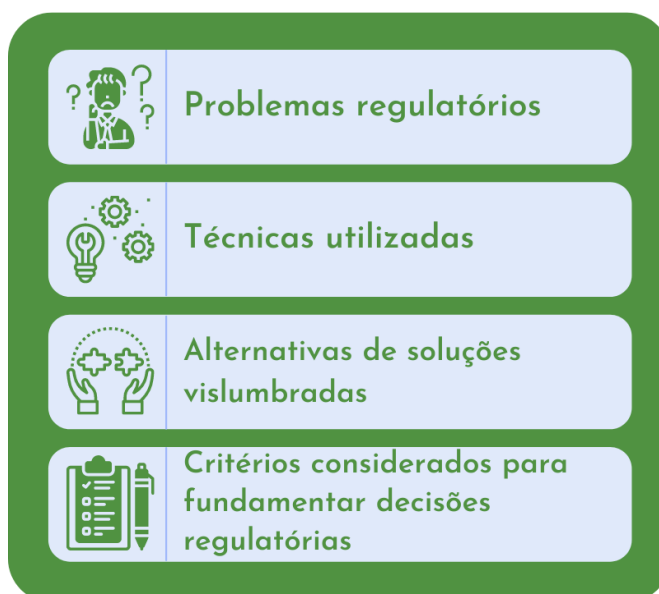 Problemas regulatórios
Técnicas utilizadas
Alternativas de soluções
vislumbradas
Critérios considerados para
fundamentar decisões
regulatórias